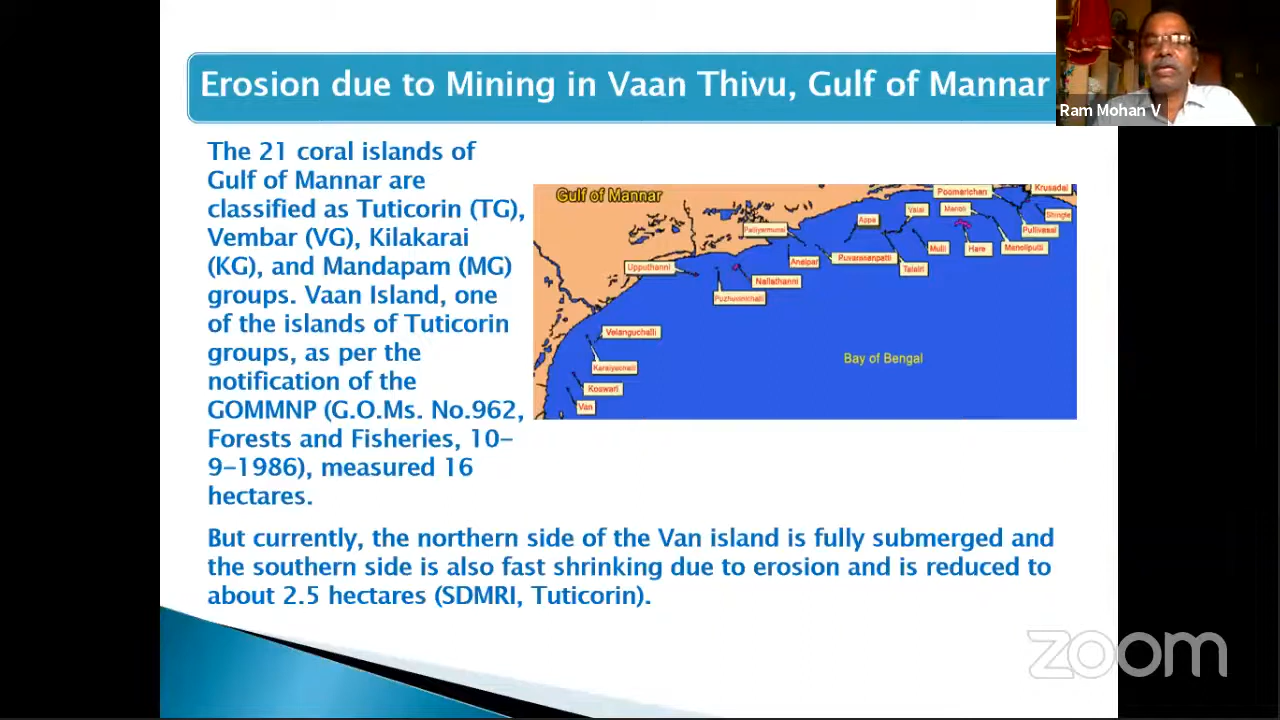 Erosion due to Mining in Vaan Thivu, Gulf of Mannar
Ram Mohan V
The 21 coral islands of
Gulf of Mannar are
classified as Tuticorin (TG),
Vembar (VG), Kilakarai
(KG), and Mandapam (MG)
groups. Vaan Island, one
of the islands of Tuticorin
groups, as per the
notification of the
GOMMNP (G.O.Ms. No.962,
Forests and Fisheries, 10-
9-1986), measured 16
hectares.
Gulf of Mannar
Poomarichan
Krusadai
Valai
Manoli
Shingle
Appa
Pullivasal
Palliyarmunai
Mulli
Hare
Manoliputti
Anaipar
Puvarasanpatti
Talairi
Upputhanni
Nallathanni
Velanguchalli
Bay of Bengal
Koswari
Van
But currently, the northern side of the Van island is fully submerged and
the southern side is also fast shrinking due to erosion and is reduced to
about 2.5 hectares (SDMRI, Tuticorin).
zoom